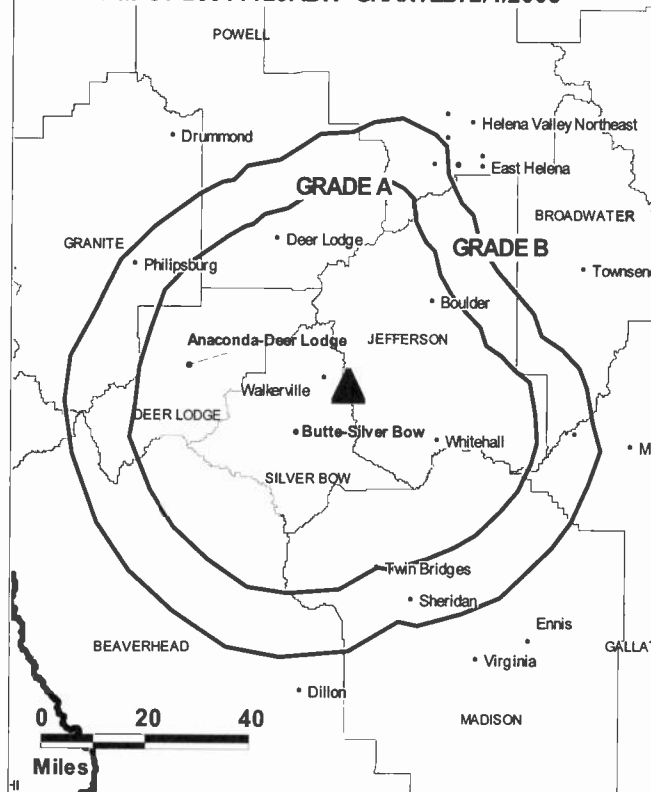 POWELL
Helena Valley Northeast
Drummond
East Helena
GRADE A
BROADWATER
GRANITE
Deer Lodge
GRADE B
Philipsburg
Townsen
Boulder
Anaconda-Deer Lodge
JEFFERSON
Walkerville
DEER LODGE
Butte-Silver Bow
Whitehall
M
SILVER BOW
Twin Bridges
Sheridan
Ennis
BEAVERHEAD
GALLAT
Virginia
Dillon
0 20 40
MADISON
Miles